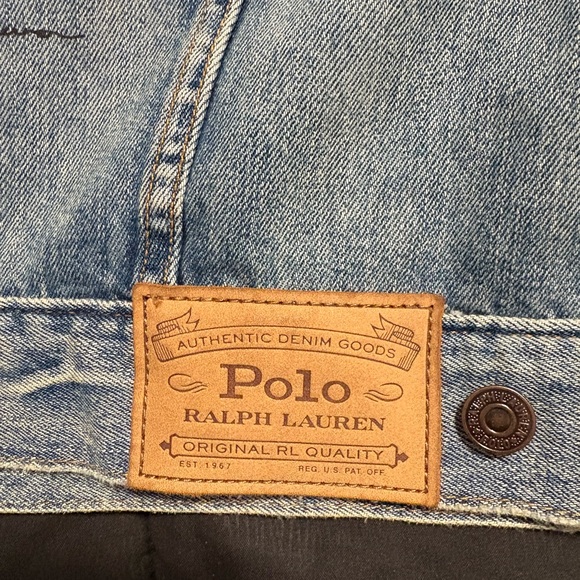 AUTHENTIC DENIM GOODS
Polo
RALPH LAUREN
ORIGINAL RL QUALITY
EST. 1967 REG. U.S. PAT. OFF.